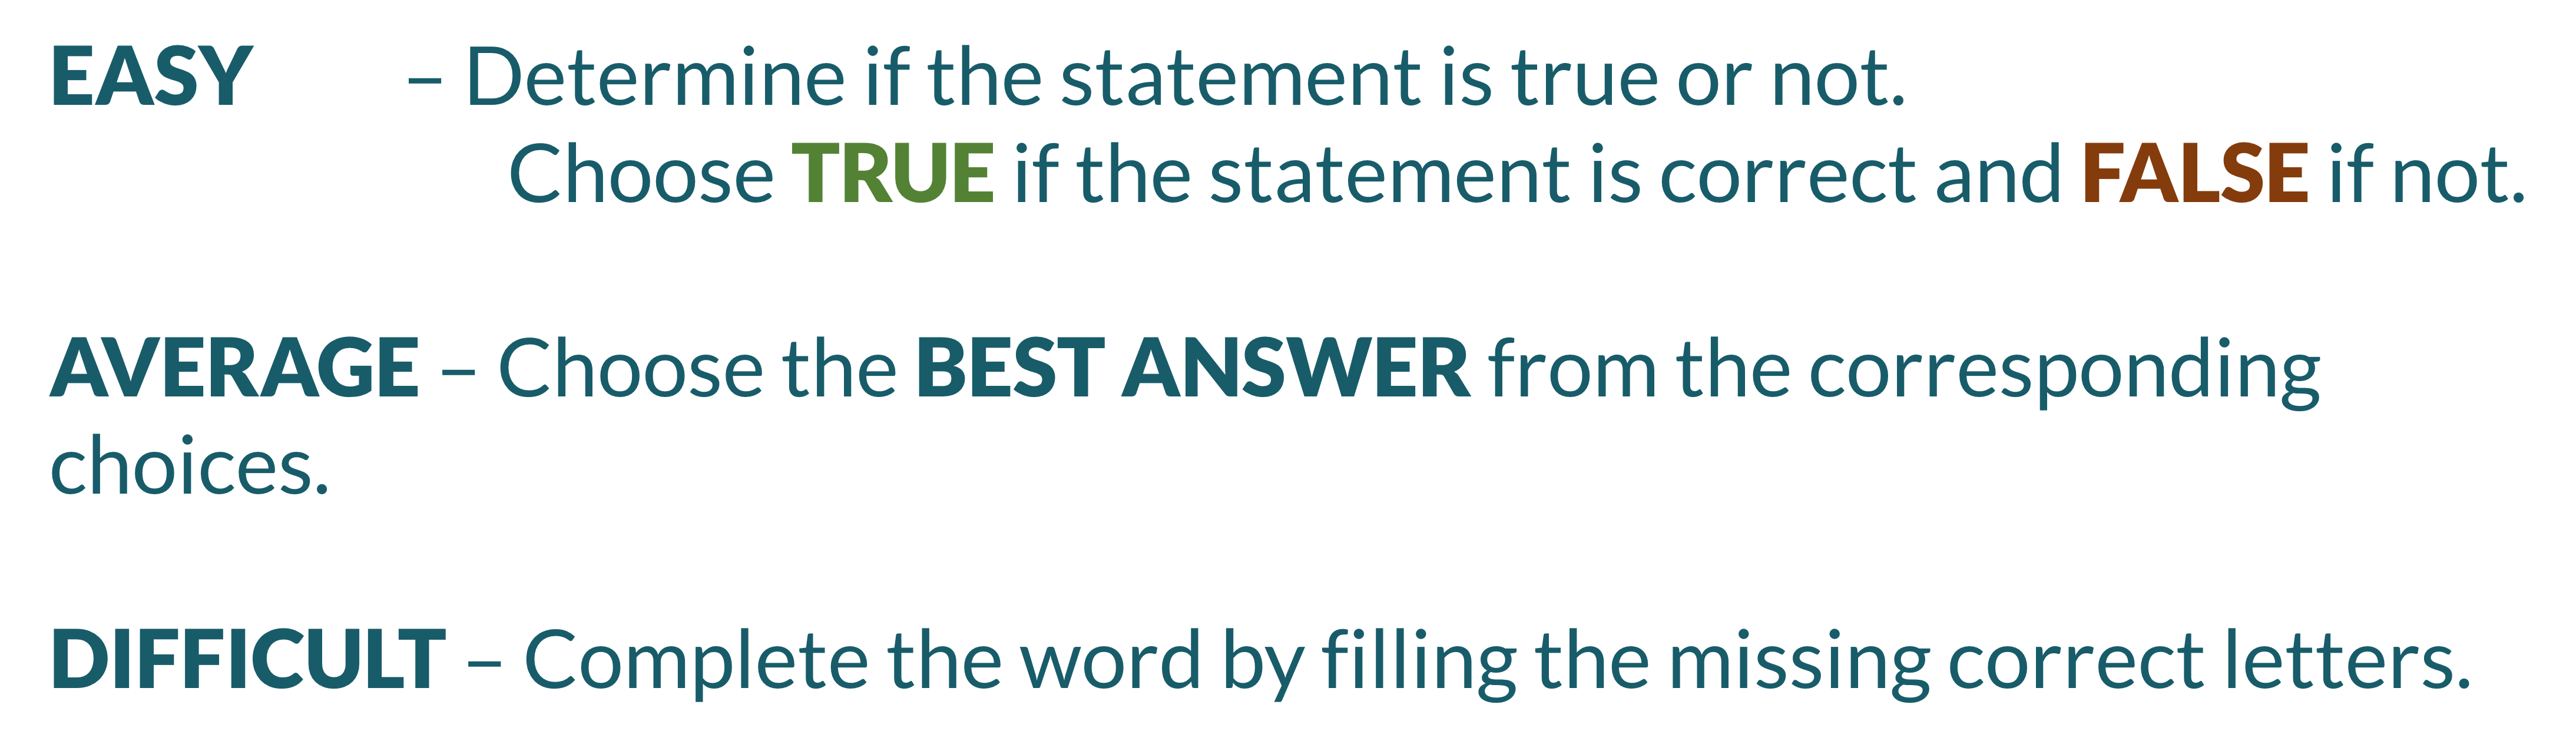 EASY – Determine if the statement is true or not.
Choose TRUE if the statement is correct and FALSE if not.
AVERAGE – Choose the BEST ANSWER from the corresponding
choices.
DIFFICULT – Complete the word by filling the missing correct letters.